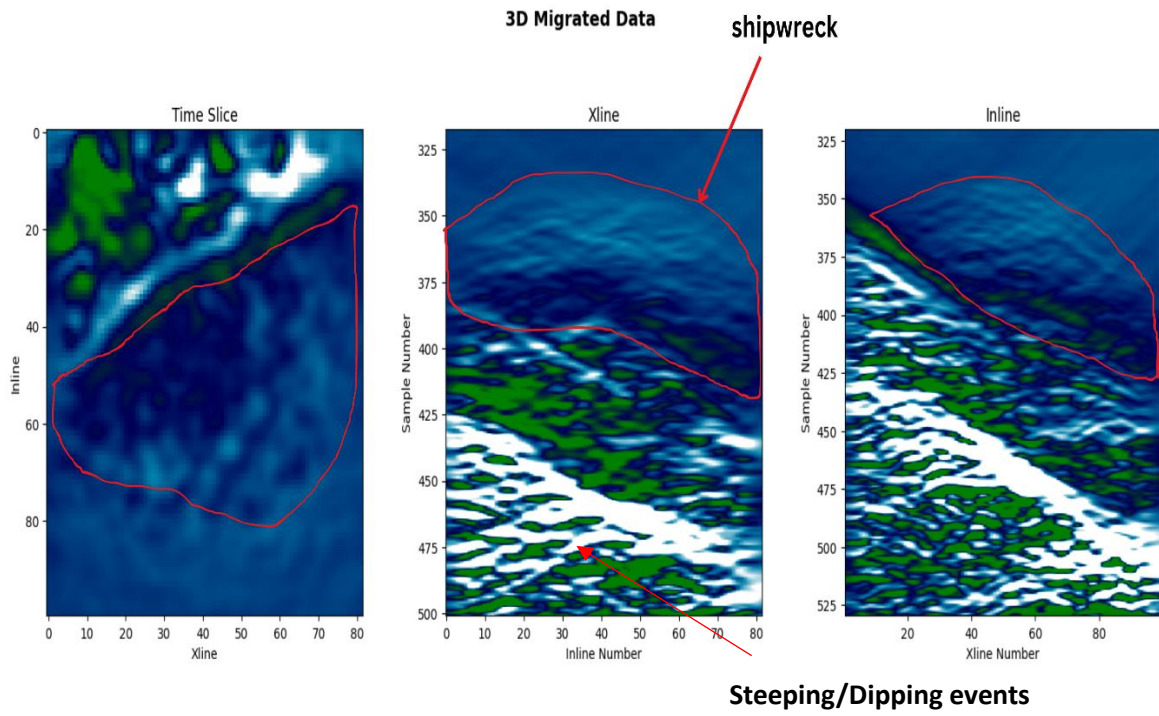 3D Migrated Data
shipwreck
Time Slice
0
20
40
60
80
Inline
0 10 20 30 40 50 60 70 80
Xline
Xline
325
350
375
400
425
450
475
500
Sample Number
0 10 20 30 40 50 60 70 80
Inline Number
Inline
325
350
375
400
425
450
475
500
525
Sample Number
20 40 60 80
Xline Number
Steeping/Dipping events